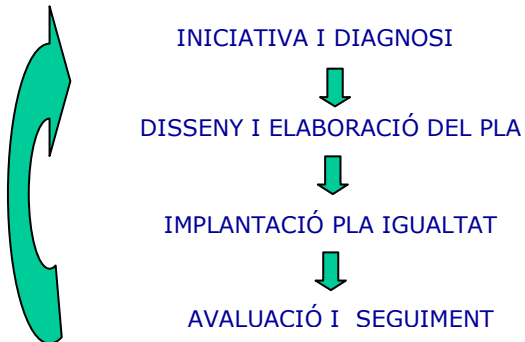 INICIATIVA I DIAGNOSI
DISSENY I ELABORACIÓ DEL PLA
IMPLANTACIÓ PLA IGUALTAT
AVALUACIÓ I SEGUIMENT